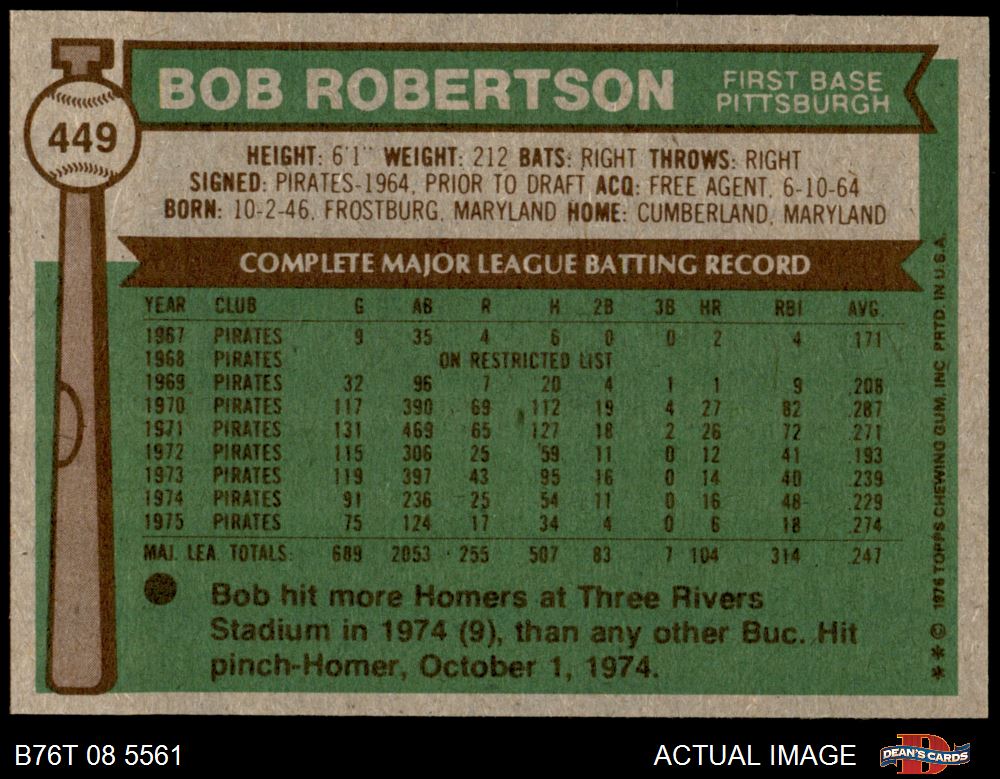 449
BOB ROBERTSON
FIRST BASE
PITTSBURGH
HEIGHT: 6'1" WEIGHT: 212 BATS: RIGHT THROWS: RIGHT
SIGNED: PIRATES-1964, PRIOR TO DRAFT ACQ: FREE AGENT, 6-10-64
BORN: 10-2-46, FROSTBURG, MARYLAND HOME: CUMBERLAND, MARYLAND
COMPLETE MAJOR LEAGUE BATTING RECORD
YEAR CLUB G AB R H 2B 3B HR RBI AVG.
1967 PIRATES 9 35 4 6 0 0 2 4 .171
1968 PIRATES ON RESTRICTED LIST
1969 PIRATES 32 96 7 20 4 1 1 9 .208
1970 PIRATES 117 390 69 112 19 4 27 82 .287
1971 PIRATES 131 469 65 127 18 2 26 72 .271
1972 PIRATES 115 306 25 59 11 0 12 41 .193
1973 PIRATES 119 397 43 95 16 0 14 40 .239
1974 PIRATES 91 236 25 54 11 0 16 48 .229
1975 PIRATES 75 124 17 34 4 0 6 18 .274
MAJ. LEA. TOTALS: 689 2053 255 507 83 7 104 314 .247
Bob hit more Homers at Three Rivers
Stadium in 1974 (9), than any other Buc. Hit
pinch-Homer, October 1, 1974.
** © 1976 TOPPS CHEWING GUM, INC. PRTD. IN U.S.A.
B76T 08 5561
ACTUAL IMAGE
DEAN'S CARDS